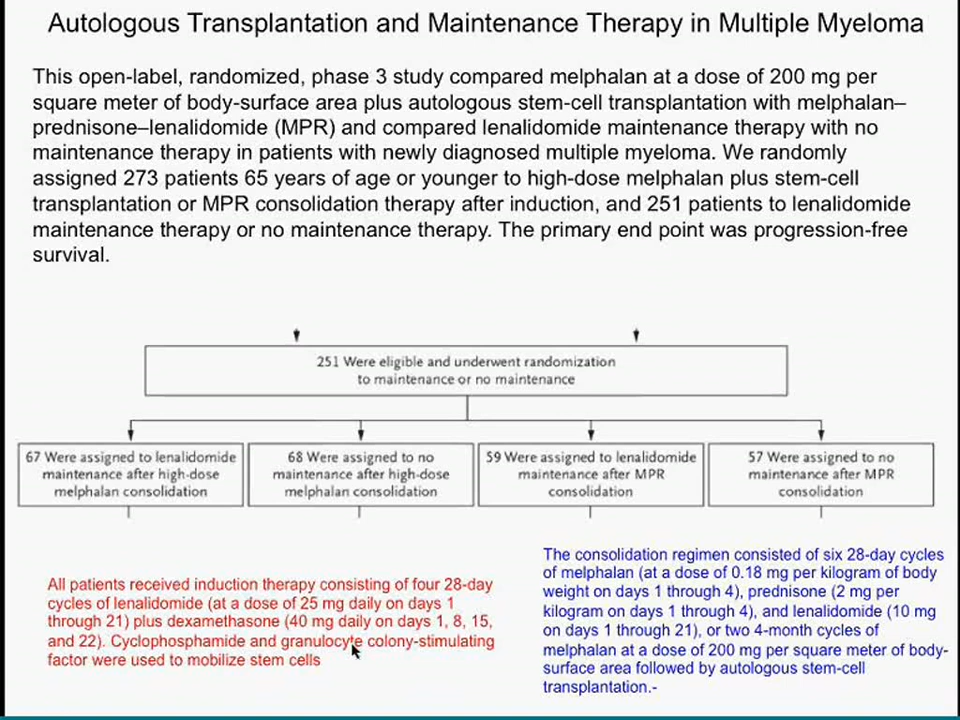 Autologous Transplantation and Maintenance Therapy in Multiple Myeloma
This open-label, randomized, phase 3 study compared melphalan at a dose of 200 mg per
square meter of body-surface area plus autologous stem-cell transplantation with melphalan–
prednisone–lenalidomide (MPR) and compared lenalidomide maintenance therapy with no
maintenance therapy in patients with newly diagnosed multiple myeloma. We randomly
assigned 273 patients 65 years of age or younger to high-dose melphalan plus stem-cell
transplantation or MPR consolidation therapy after induction, and 251 patients to lenalidomide
maintenance therapy or no maintenance therapy. The primary end point was progression-free
survival.
251 Were eligible and underwent randomization
to maintenance or no maintenance
67 Were assigned to lenalidomide
maintenance after high-dose
melphalan consolidation
68 Were assigned to no
maintenance after high-dose
melphalan consolidation
59 Were assigned to lenalidomide
maintenance after MPR
consolidation
57 Were assigned to no
maintenance after MPR
consolidation
All patients received induction therapy consisting of four 28-day
cycles of lenalidomide (at a dose of 25 mg daily on days 1
through 21) plus dexamethasone (40 mg daily on days 1, 8, 15,
and 22). Cyclophosphamide and granulocyte colony-stimulating
factor were used to mobilize stem cells
The consolidation regimen consisted of six 28-day cycles
of melphalan (at a dose of 0.18 mg per kilogram of body
weight on days 1 through 4), prednisone (2 mg per
kilogram on days 1 through 4), and lenalidomide (10 mg
on days 1 through 21), or two 4-month cycles of
melphalan at a dose of 200 mg per square meter of body-
surface area followed by autologous stem-cell
transplantation.-